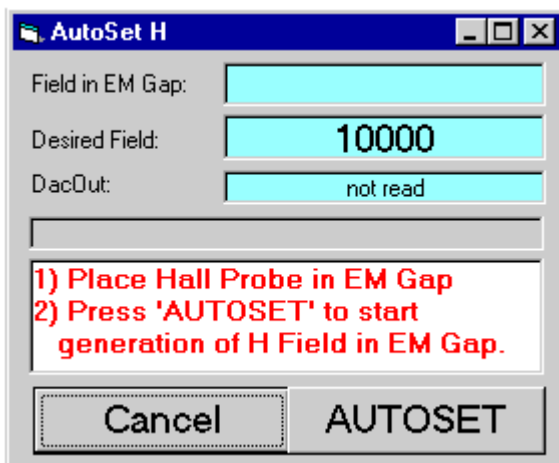 AutoSet H
Field in EM Gap:
Desired Field: 10000
DacOut: not read
1) Place Hall Probe in EM Gap
2) Press 'AUTOSET' to start
generation of H Field in EM Gap.
Cancel AUTOSET